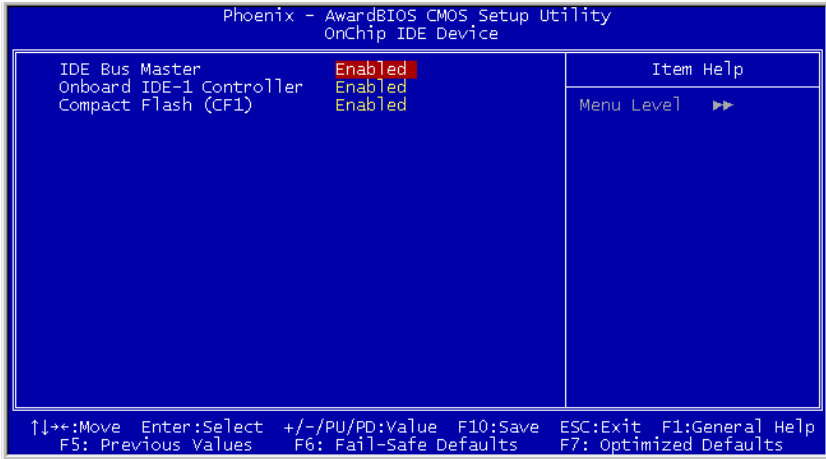 Phoenix - AwardBIOS CMOS Setup Utility
OnChip IDE Device
IDE Bus Master Enabled
Onboard IDE-1 Controller Enabled
Compact Flash (CF1) Enabled
Item Help
Menu Level ▶▶
↑↓→←:Move Enter:Select +/-/PU/PD:Value F10:Save ESC:Exit F1:General Help
F5: Previous Values F6: Fail-Safe Defaults F7: Optimized Defaults